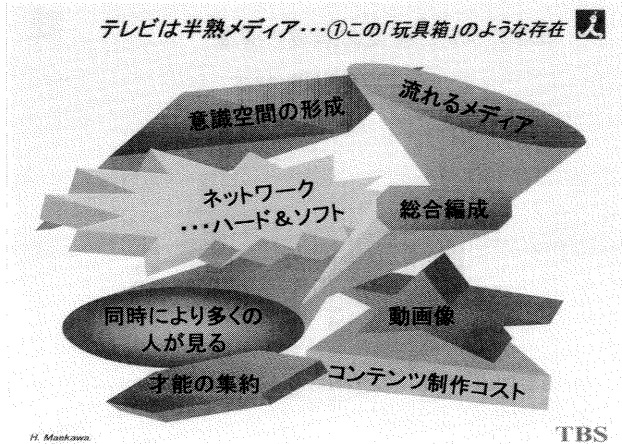 テレビは半熟メディア・・・①この「玩具箱」のような存在
意識空間の形成
流れるメディア
ネットワーク
・・・ハード＆ソフト
総合編成
同時により多くの
人が見る
動画像
才能の集約
コンテンツ制作コスト
H. Maekawa
TBS